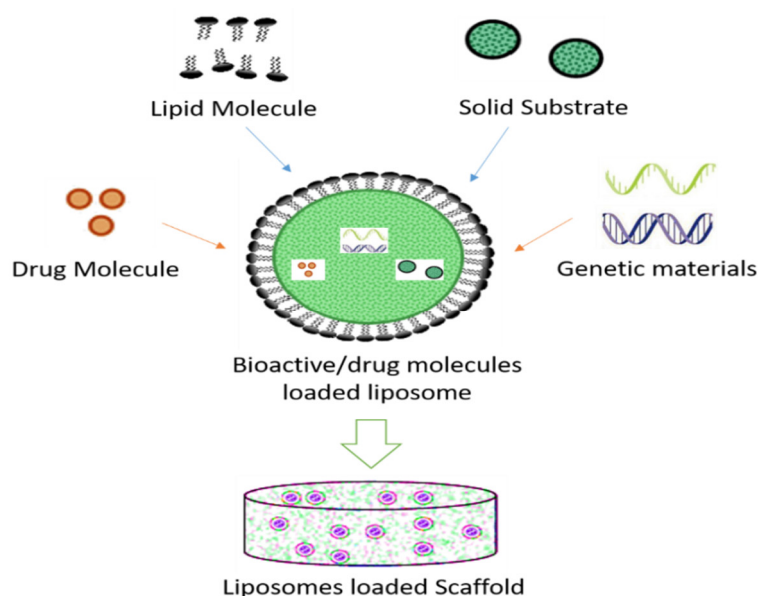 Lipid Molecule
Solid Substrate
Drug Molecule
Genetic materials
Bioactive/drug molecules
loaded liposome
Liposomes loaded Scaffold